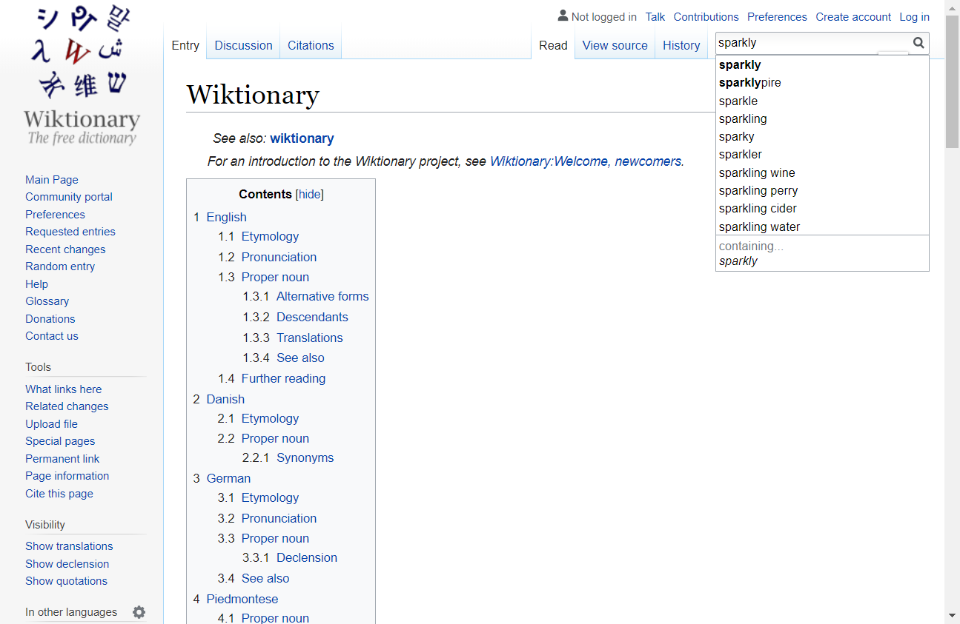 シ
Wiktionary
The free dictionary
Not logged in Talk Contributions Preferences Create account Log in
Entry Discussion Citations Read View source History
sparkly
sparkly
sparklypire
sparkle
sparkling
sparky
sparkler
sparkling wine
sparkling perry
sparkling cider
sparkling water
containing...
sparkly
Wiktionary
See also: wiktionary
For an introduction to the Wiktionary project, see Wiktionary:Welcome, newcomers.
Main Page
Community portal
Preferences
Requested entries
Recent changes
Random entry
Help
Glossary
Donations
Contact us
Tools
What links here
Related changes
Upload file
Special pages
Permanent link
Page information
Cite this page
Visibility
Show translations
Show declension
Show quotations
In other languages
Contents [hide]
1 English
1.1 Etymology
1.2 Pronunciation
1.3 Proper noun
1.3.1 Alternative forms
1.3.2 Descendants
1.3.3 Translations
1.3.4 See also
1.4 Further reading
2 Danish
2.1 Etymology
2.2 Proper noun
2.2.1 Synonyms
3 German
3.1 Etymology
3.2 Pronunciation
3.3 Proper noun
3.3.1 Declension
3.4 See also
4 Piedmontese
4.1 Proper noun